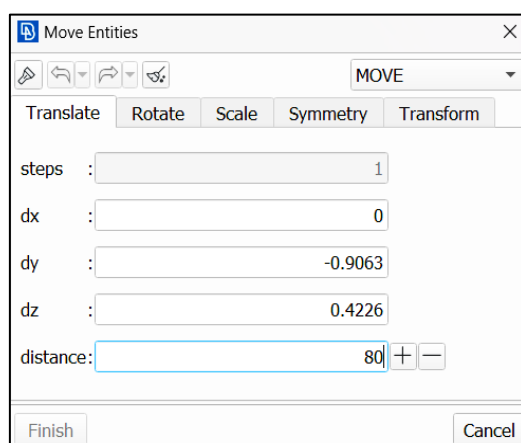 Move Entities
MOVE
Translate Rotate Scale Symmetry Transform
steps : 1
dx : 0
dy : -0.9063
dz : 0.4226
distance: 80
Finish Cancel